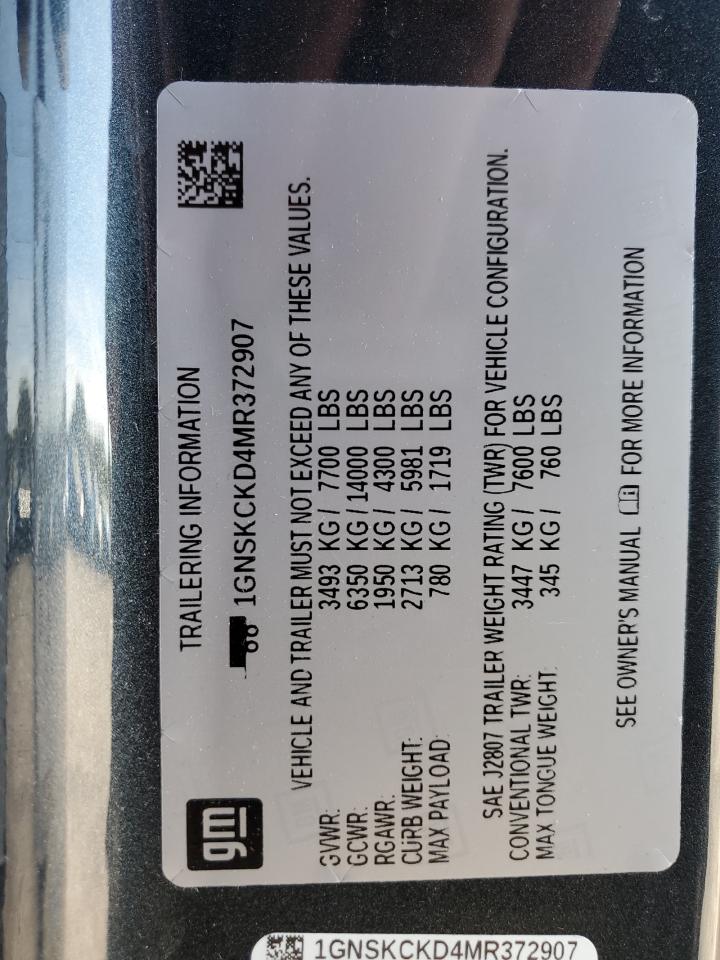 gm
TRAILERING INFORMATION
1GNSKCKD4MR372907
VEHICLE AND TRAILER MUST NOT EXCEED ANY OF THESE VALUES.
GVWR: 3493 KG / 7700 LBS
GCWR: 6350 KG / 14000 LBS
RGAWR: 1950 KG / 4300 LBS
CURB WEIGHT: 2713 KG / 5981 LBS
MAX PAYLOAD: 780 KG / 1719 LBS
SAE J2807 TRAILER WEIGHT RATING (TWR) FOR VEHICLE CONFIGURATION.
CONVENTIONAL TWR: 3447 KG / 7600 LBS
MAX TONGUE WEIGHT: 345 KG / 760 LBS
SEE OWNER'S MANUAL FOR MORE INFORMATION
1GNSKCKD4MR372907